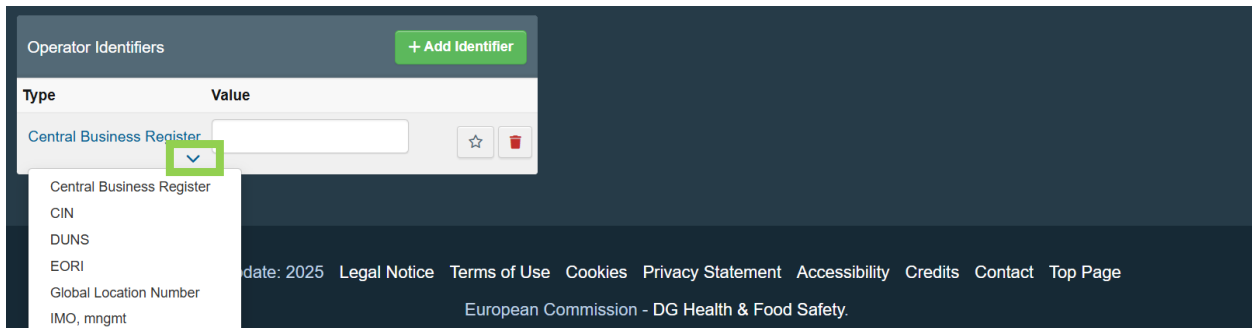 Operator Identifiers
+ Add Identifier
Type Value
Central Business Register
Central Business Register
CIN
DUNS
EORI
Global Location Number
IMO, mngmt
date: 2025 Legal Notice Terms of Use Cookies Privacy Statement Accessibility Credits Contact Top Page
European Commission - DG Health & Food Safety.